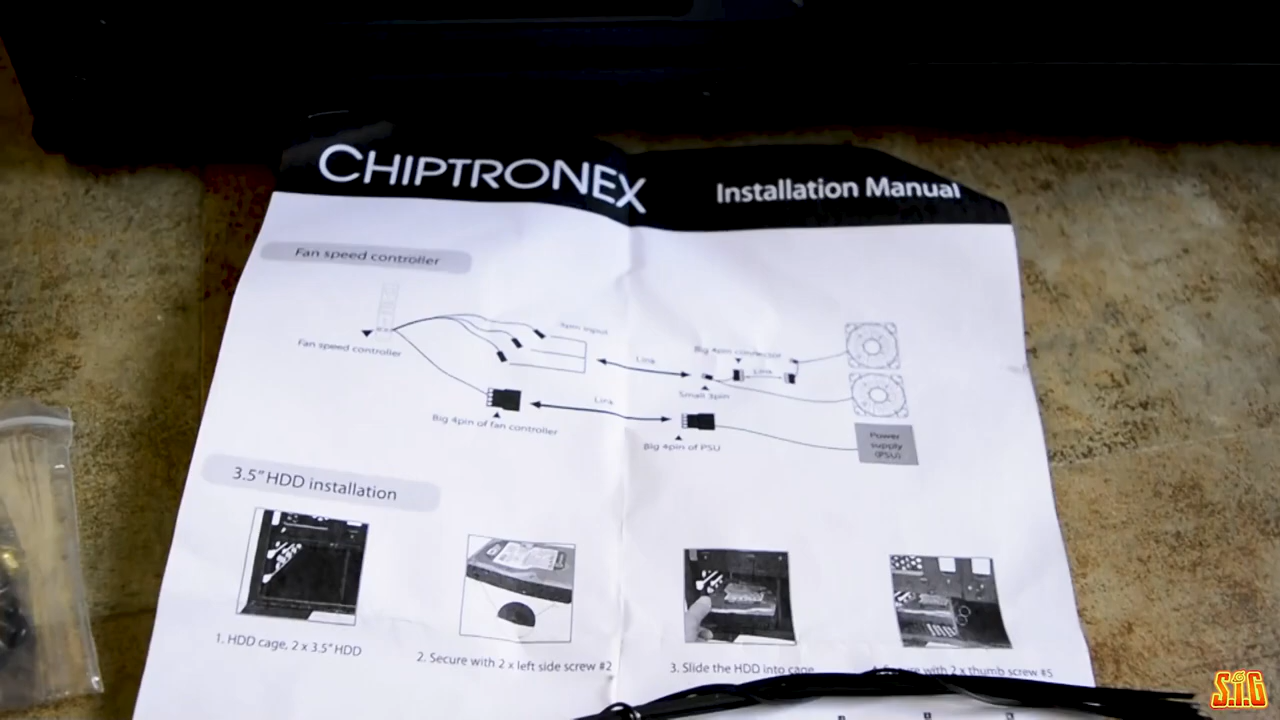 CHIPTRONEX
Installation Manual
Fan speed controller
3pin input
Fan speed controller
Link
Big 4pin connector
Link
Small 3pin
Link
Big 4pin of fan controller
Big 4pin of PSU
Power
supply
(PSU)
3.5" HDD installation
1. HDD cage, 2 x 3.5" HDD
2. Secure with 2 x left side screw #2
3. Slide the HDD into cage
4. Secure with 2 x thumb screw #5
S.I.G